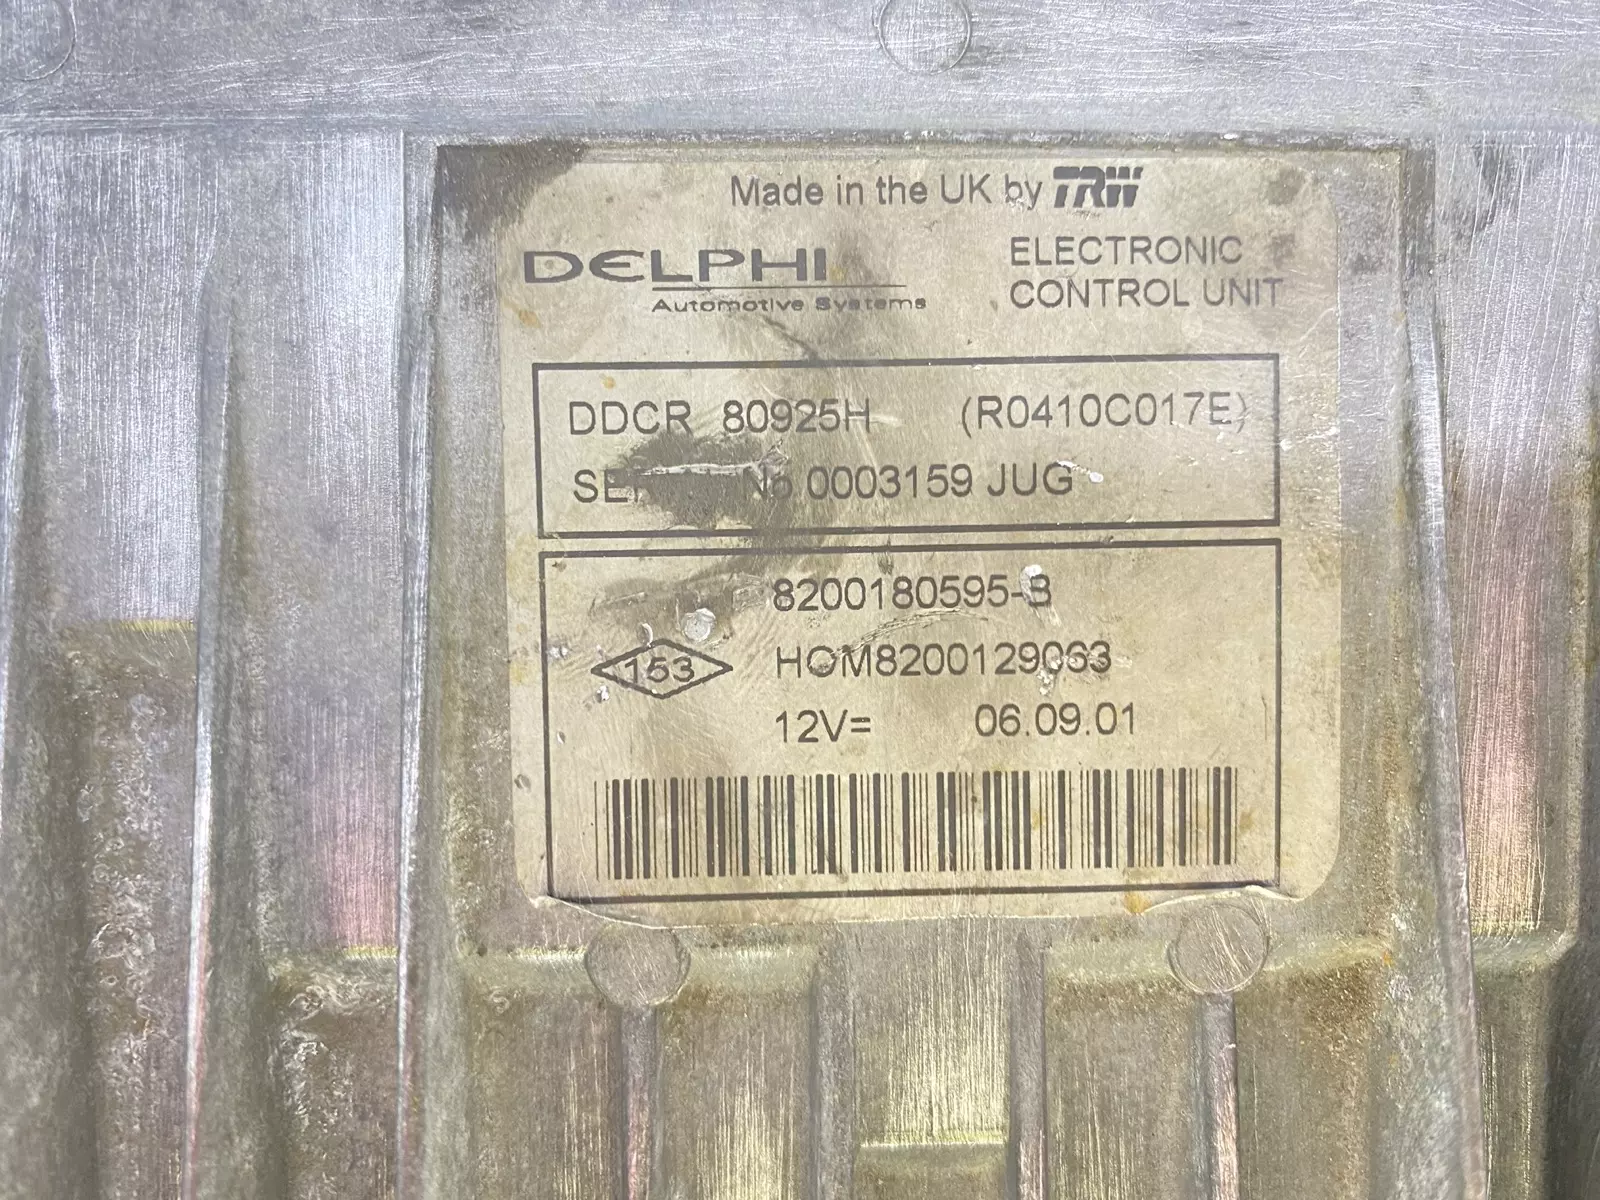 Made in the UK by TRW
DELPHI
Automotive Systems
ELECTRONIC
CONTROL UNIT
DDCR 80925H (R0410C017E)
No.0003159 JUG
8200180595-B
153
HOM8200129063
12V= 06.09.01